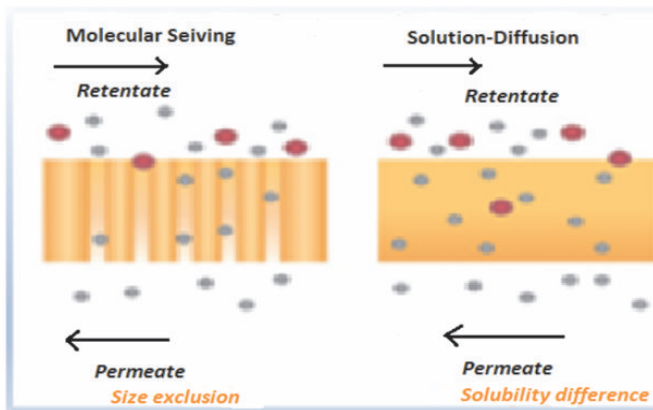 Molecular Seiving
Retentate
Permeate
Size exclusion
Solution-Diffusion
Retentate
Permeate
Solubility difference